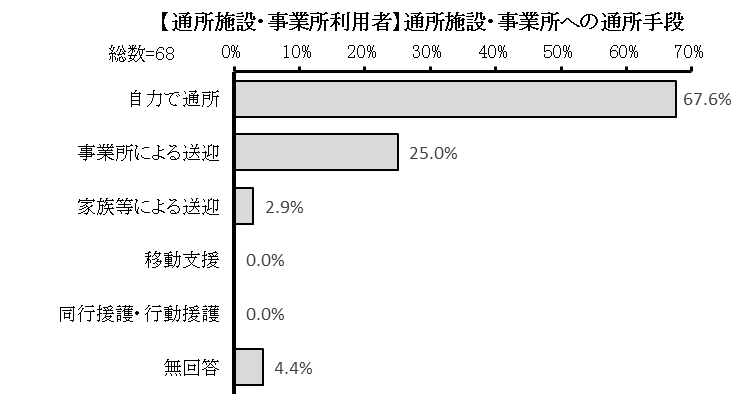 【通所施設・事業所利用者】通所施設・事業所への通所手段
総数=68
0% 10% 20% 30% 40% 50% 60% 70%
自力で通所 67.6%
事業所による送迎 25.0%
家族等による送迎 2.9%
移動支援 0.0%
同行援護・行動援護 0.0%
無回答 4.4%